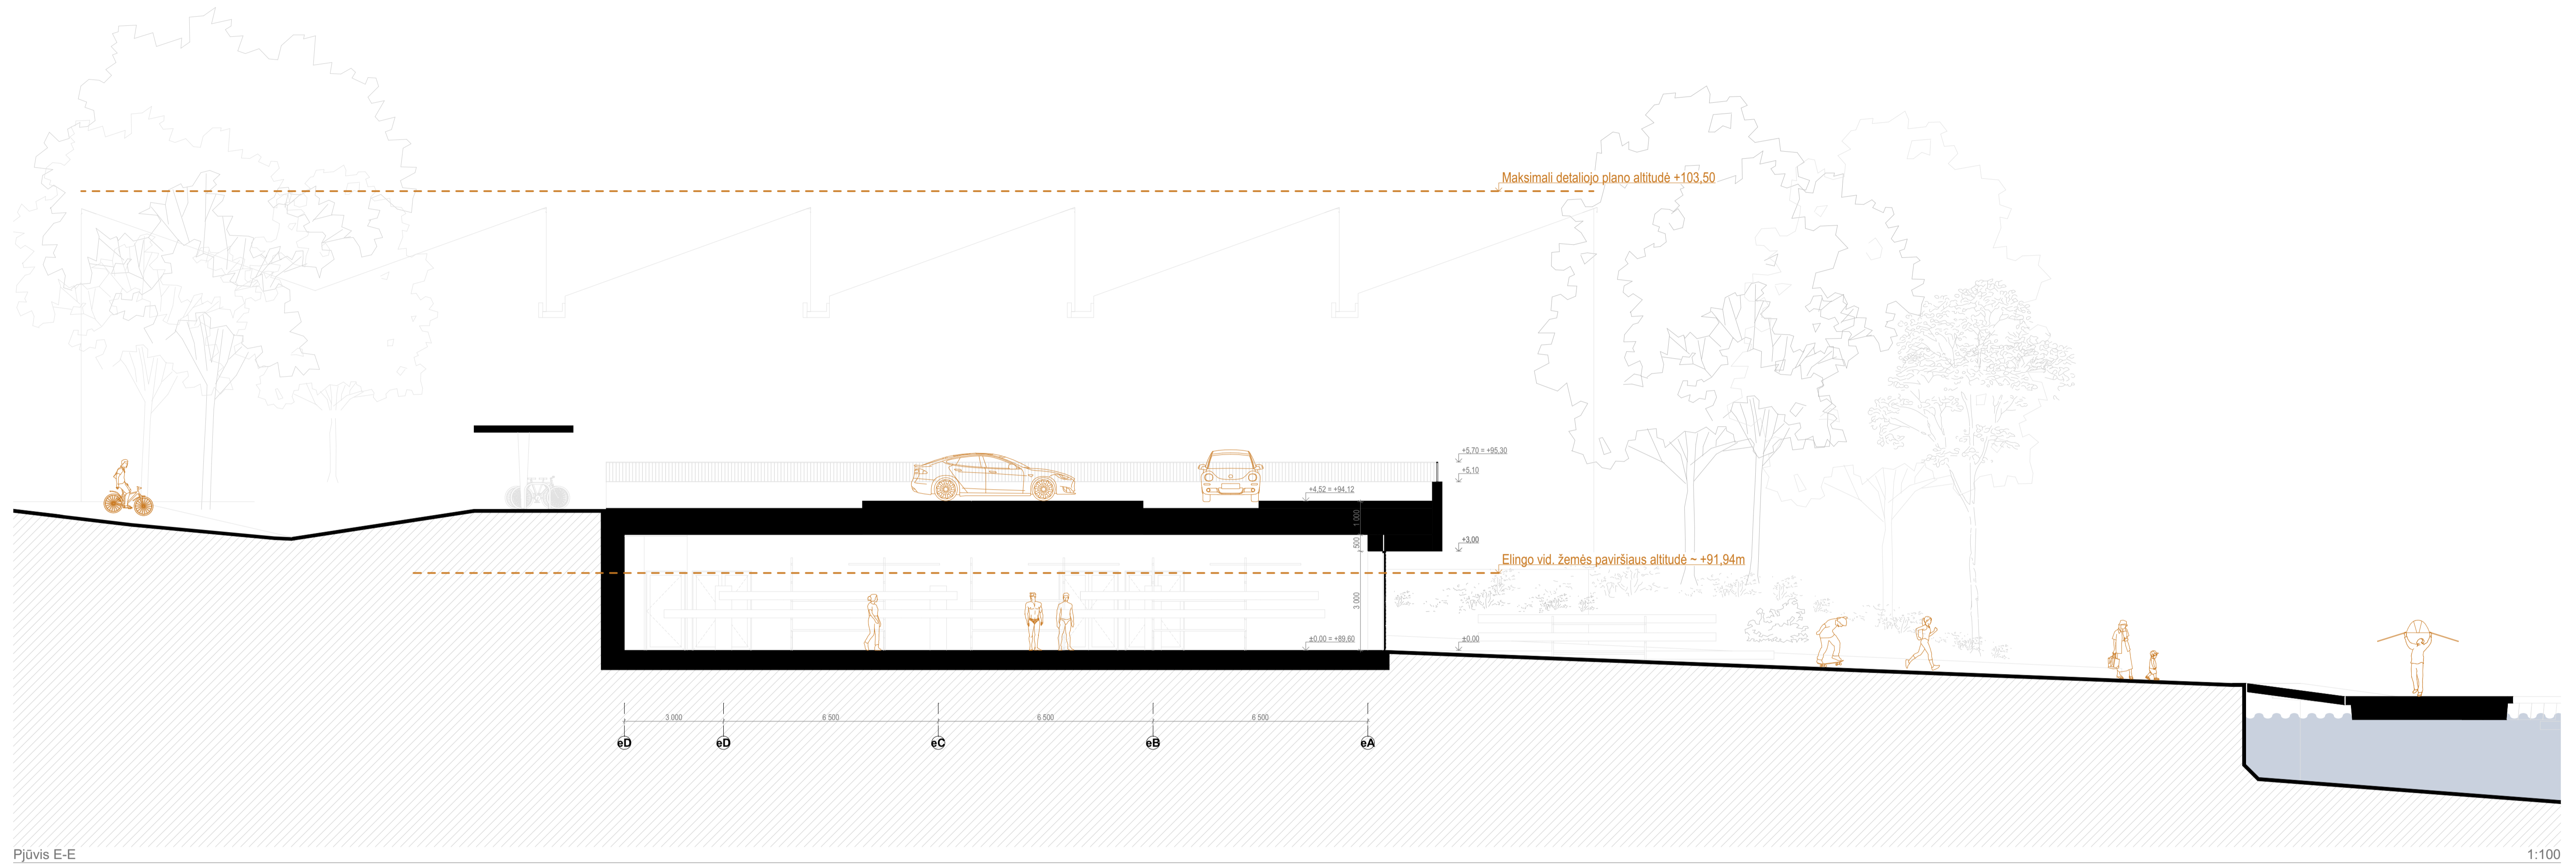 Maksimali detaliojo plano altitudė +103,50
+5,70 = +95,30
+5,10
+4,52 = +94,12
1 000
500
+3,00
Elingo vid. žemės paviršiaus altitudė ~ +91,94m
3 000
±0,00 = +89,60
±0.00
3 000
6 500
6 500
6 500
eD
eD
eC
eB
eA
Pjūvis E-E
1:100